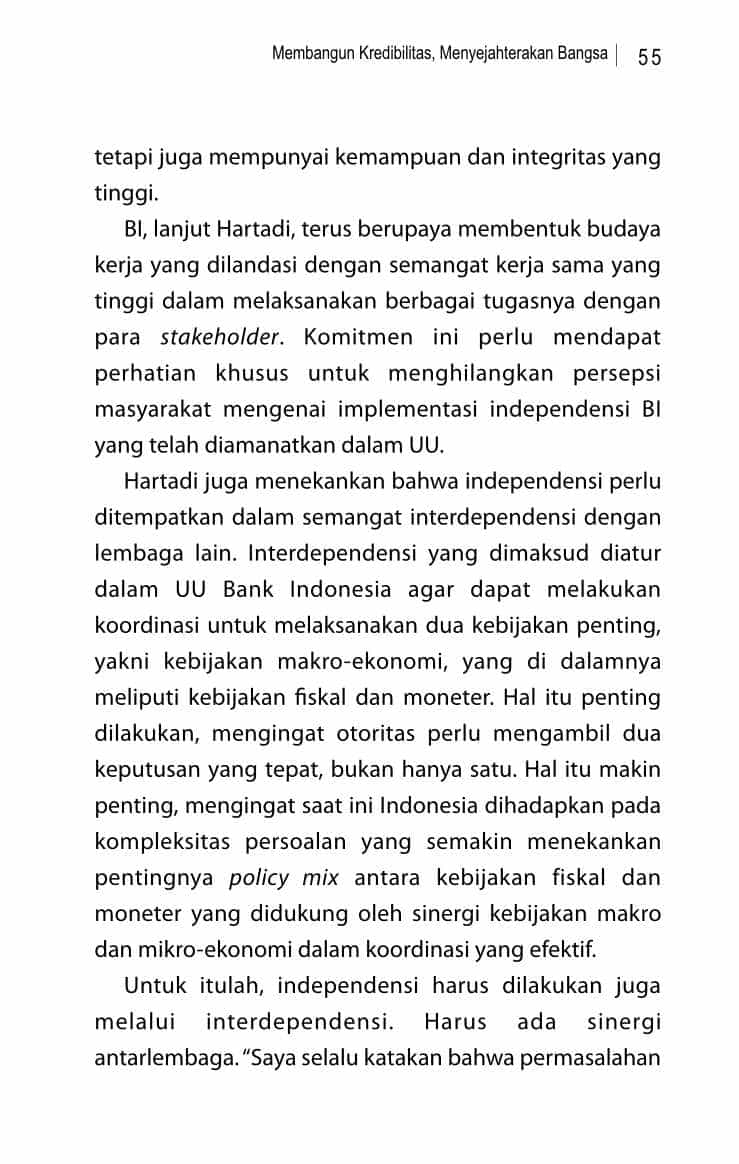 Membangun Kredibilitas, Menyejahterakan Bangsa | 55
tetapi juga mempunyai kemampuan dan integritas yang
tinggi.
BI, lanjut Hartadi, terus berupaya membentuk budaya
kerja yang dilandasi dengan semangat kerja sama yang
tinggi dalam melaksanakan berbagai tugasnya dengan
para stakeholder. Komitmen ini perlu mendapat
perhatian khusus untuk menghilangkan persepsi
masyarakat mengenai implementasi independensi BI
yang telah diamanatkan dalam UU.
Hartadi juga menekankan bahwa independensi perlu
ditempatkan dalam semangat interdependensi dengan
lembaga lain. Interdependensi yang dimaksud diatur
dalam UU Bank Indonesia agar dapat melakukan
koordinasi untuk melaksanakan dua kebijakan penting,
yakni kebijakan makro-ekonomi, yang di dalamnya
meliputi kebijakan fiskal dan moneter. Hal itu penting
dilakukan, mengingat otoritas perlu mengambil dua
keputusan yang tepat, bukan hanya satu. Hal itu makin
penting, mengingat saat ini Indonesia dihadapkan pada
kompleksitas persoalan yang semakin menekankan
pentingnya policy mix antara kebijakan fiskal dan
moneter yang didukung oleh sinergi kebijakan makro
dan mikro-ekonomi dalam koordinasi yang efektif.
Untuk itulah, independensi harus dilakukan juga
melalui interdependensi. Harus ada sinergi
antarlembaga. “Saya selalu katakan bahwa permasalahan